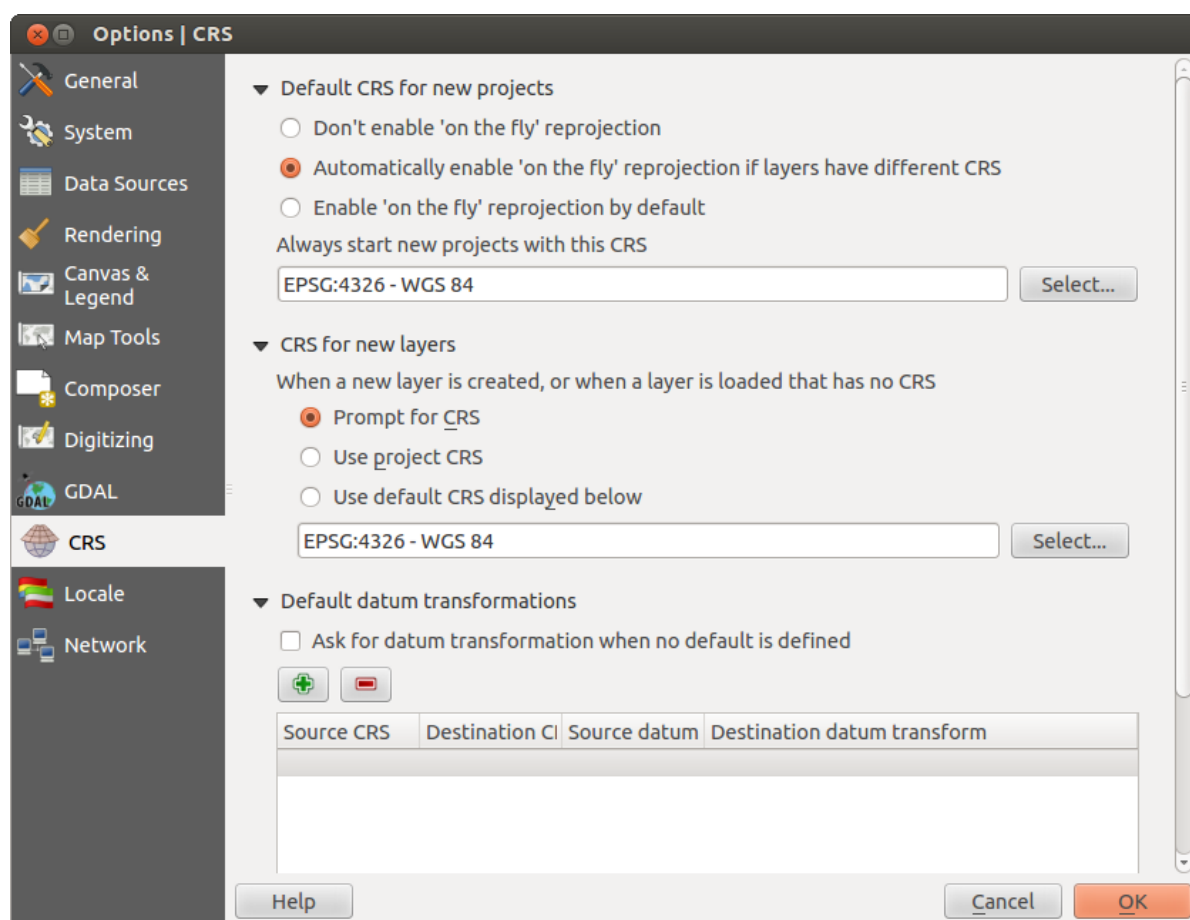 Options | CRS
General
System
Data Sources
Rendering
Canvas &
Legend
Map Tools
Composer
Digitizing
GDAL
GDAL
CRS
Locale
Network
Default CRS for new projects
Don't enable 'on the fly' reprojection
Automatically enable 'on the fly' reprojection if layers have different CRS
Enable 'on the fly' reprojection by default
Always start new projects with this CRS
EPSG:4326 - WGS 84
Select...
CRS for new layers
When a new layer is created, or when a layer is loaded that has no CRS
Prompt for CRS
Use project CRS
Use default CRS displayed below
EPSG:4326 - WGS 84
Select...
Default datum transformations
Ask for datum transformation when no default is defined
Source CRS Destination CI Source datum Destination datum transform
Help
Cancel
OK